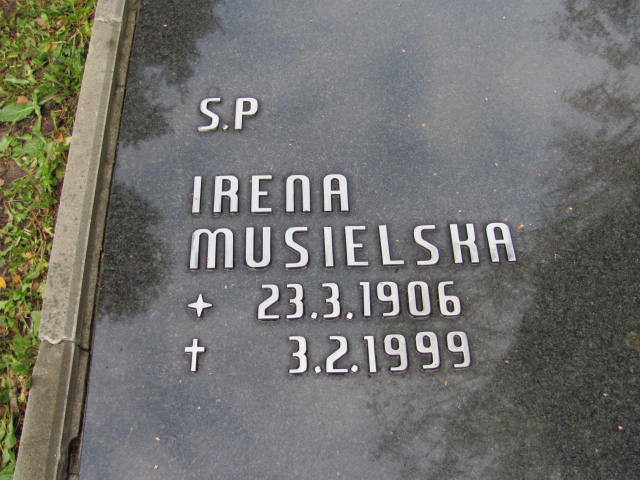 S.P
IRENA
MUSIELSKA
23.3.1906
3.2.1999